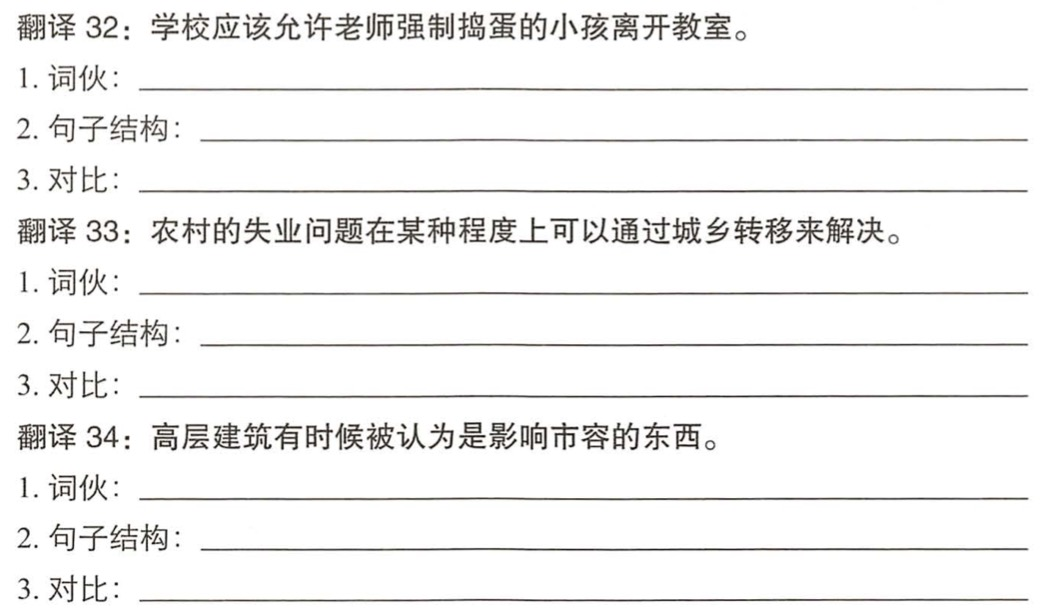 翻译 32：学校应该允许老师强制捣蛋的小孩离开教室。
1. 词伙：
2. 句子结构：
3. 对比：
翻译 33：农村的失业问题在某种程度上可以通过城乡转移来解决。
1. 词伙：
2. 句子结构：
3. 对比：
翻译 34：高层建筑有时候被认为是影响市容的东西。
1. 词伙：
2. 句子结构：
3. 对比：